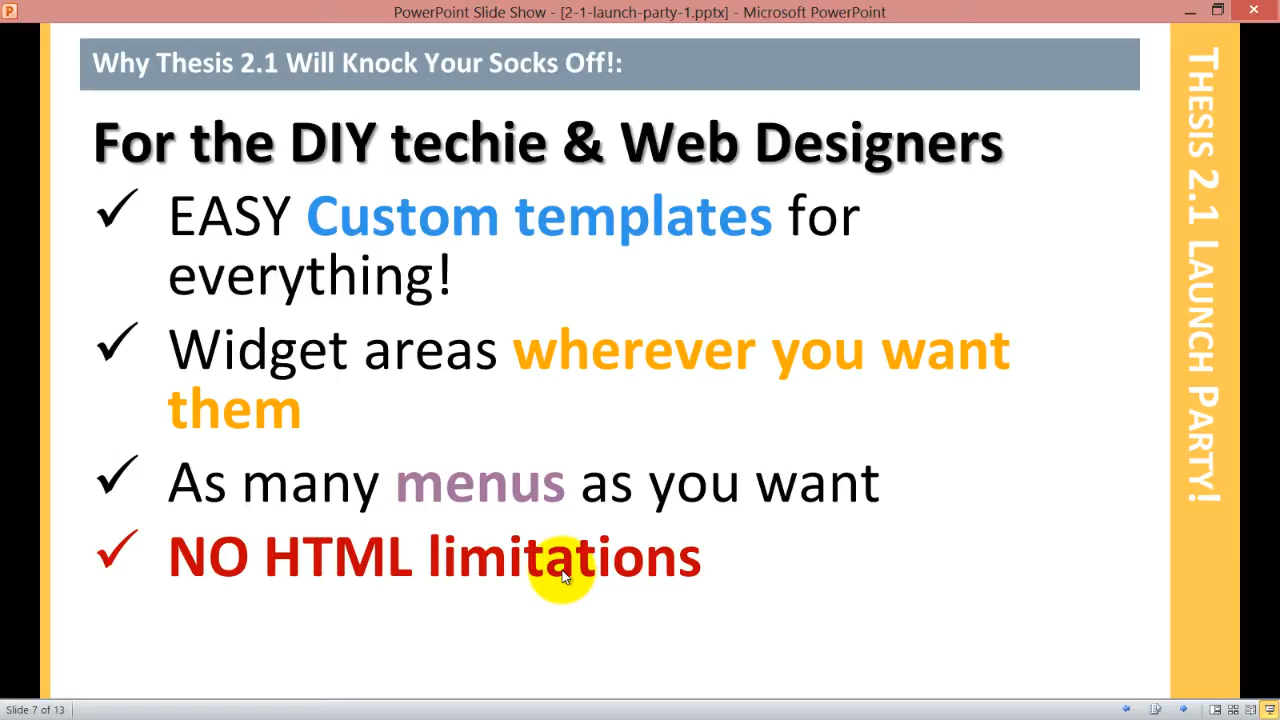 PowerPoint Slide Show - [2-1-launch-party-1.pptx] - Microsoft PowerPoint
Why Thesis 2.1 Will Knock Your Socks Off!:
For the DIY techie & Web Designers
✓ EASY Custom templates for
everything!
✓ Widget areas wherever you want
them
✓ As many menus as you want
✓ NO HTML limitations
THESIS 2.1 LAUNCH PARTY!
Slide 7 of 13